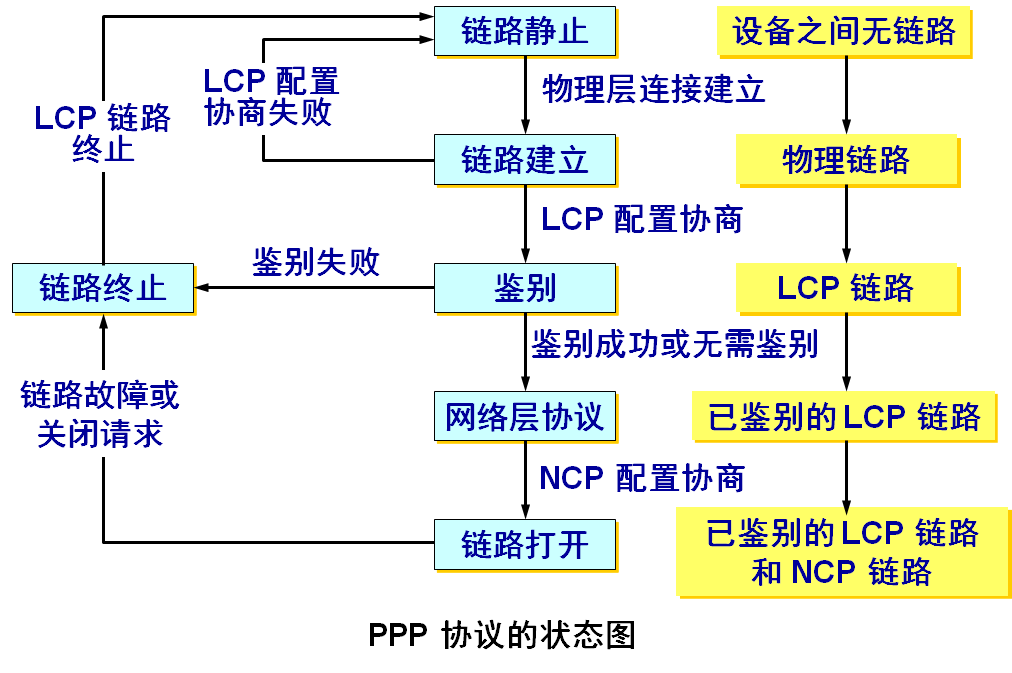 链路静止
设备之间无链路
LCP 配置
协商失败
物理层连接建立
LCP 链路
终止
链路建立
物理链路
LCP 配置协商
鉴别失败
链路终止
鉴别
LCP 链路
鉴别成功或无需鉴别
链路故障或
关闭请求
网络层协议
已鉴别的 LCP 链路
NCP 配置协商
链路打开
已鉴别的 LCP 链路
和 NCP 链路
PPP 协议的状态图